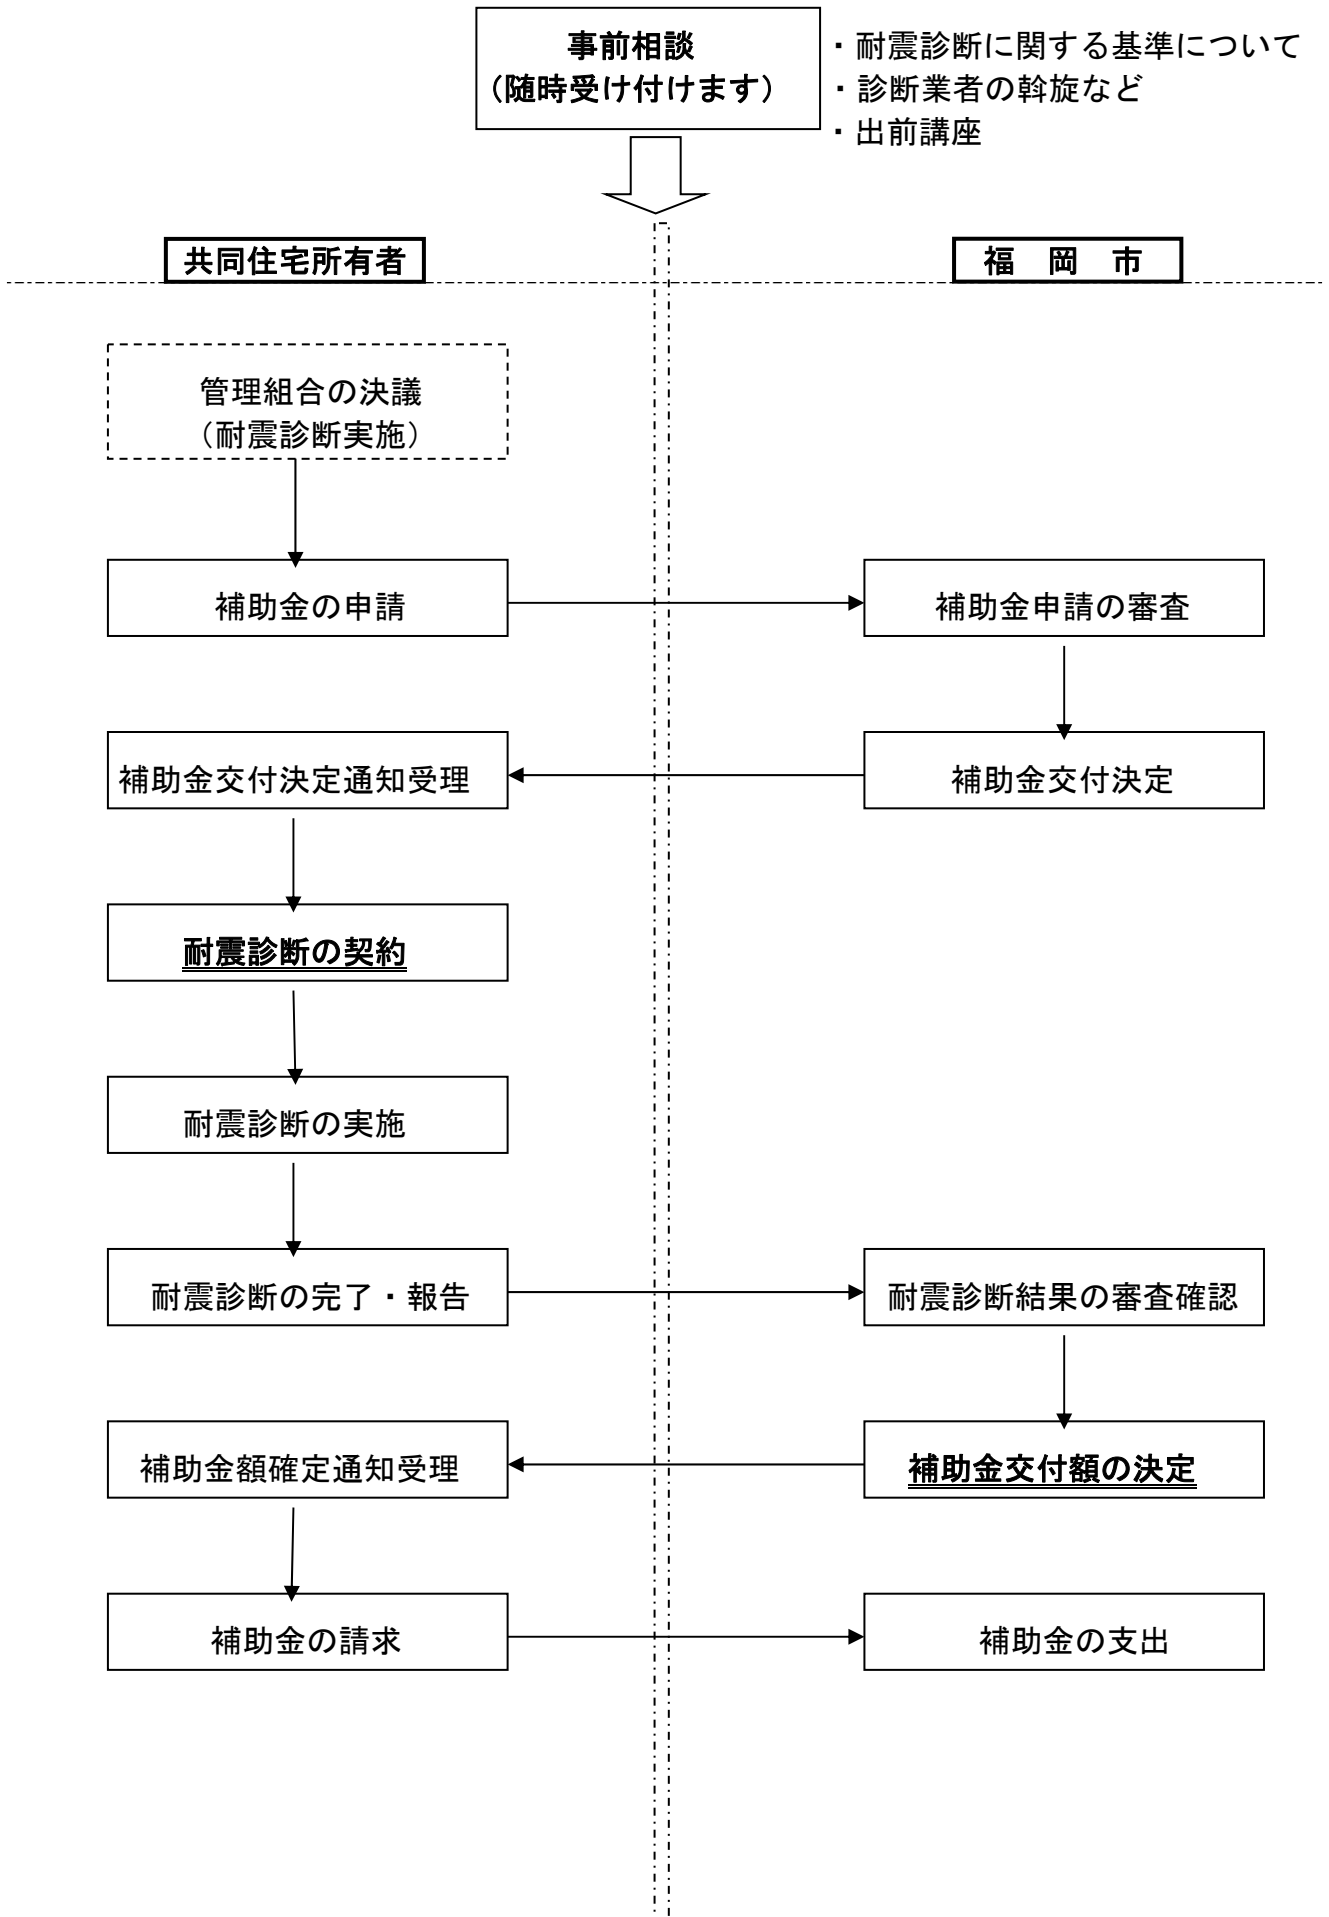 事前相談
（随時受け付けます）
・耐震診断に関する基準について
・診断業者の斡旋など
・出前講座
共同住宅所有者
福　岡　市
管理組合の決議
（耐震診断実施）
補助金の申請
補助金申請の審査
補助金交付決定通知受理
補助金交付決定
耐震診断の契約
耐震診断の実施
耐震診断の完了・報告
耐震診断結果の審査確認
補助金額確定通知受理
補助金交付額の決定
補助金の請求
補助金の支出